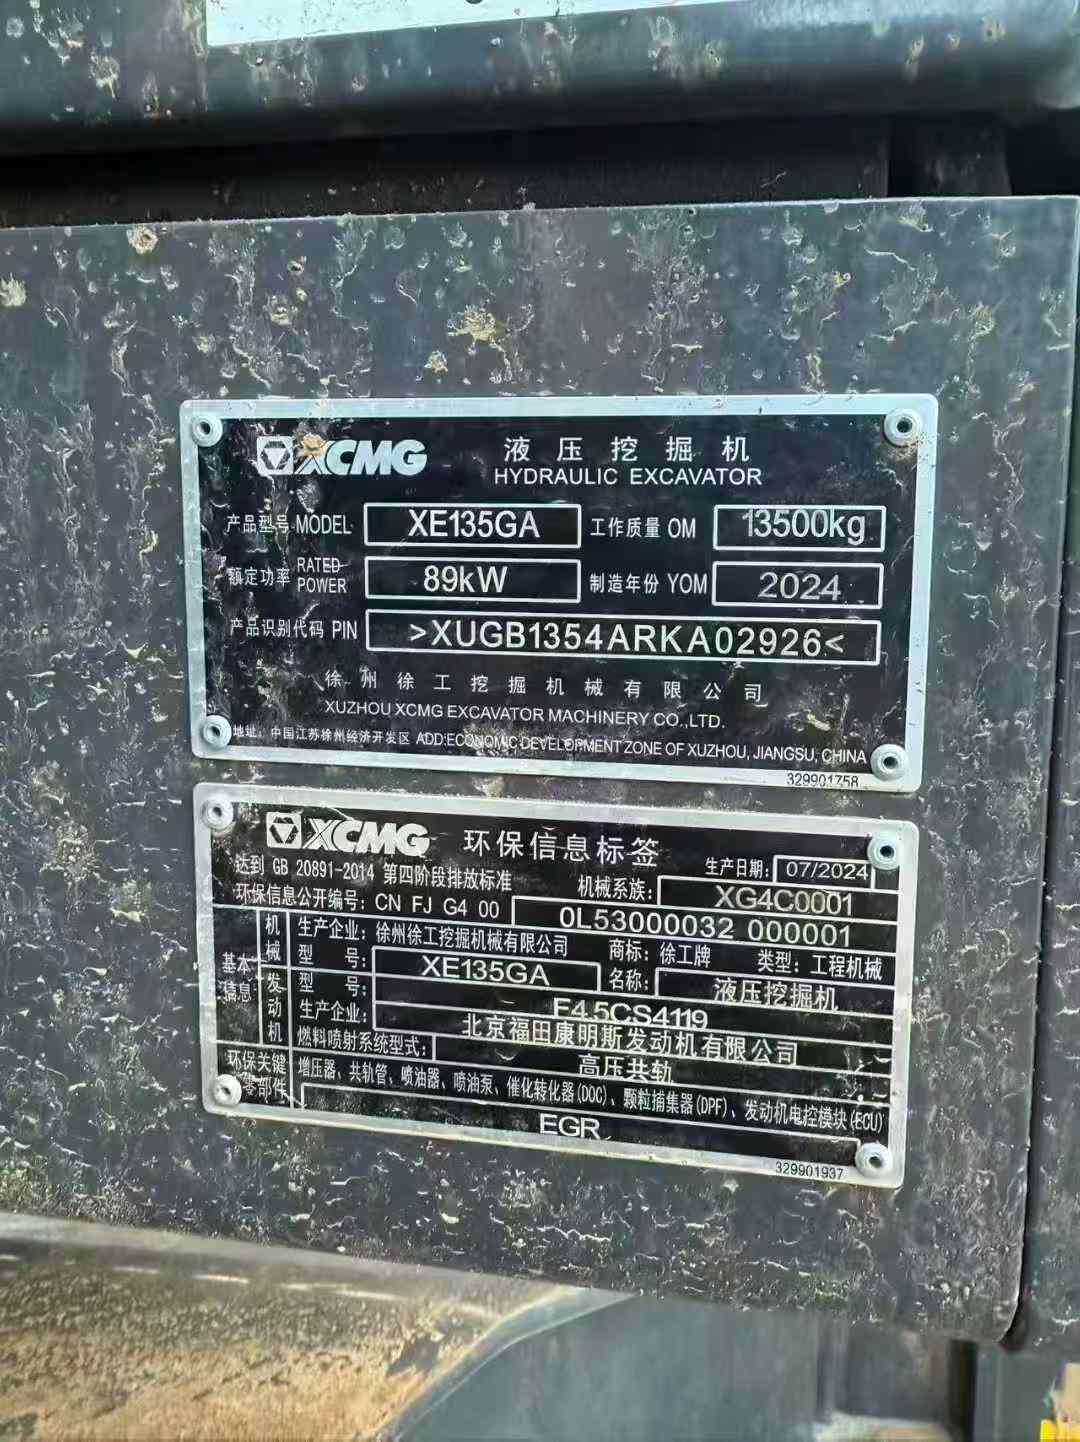 XCMG 液压挖掘机
HYDRAULIC EXCAVATOR
产品型号 MODEL XE135GA 工作质量 OM 13500kg
额定功率 RATED POWER 89kW 制造年份 YOM 2024
产品识别代码 PIN >XUGB1354ARKA02926<
徐州徐工挖掘机械有限公司
XUZHOU XCMG EXCAVATOR MACHINERY CO.,LTD.
地址：中国江苏徐州经济开发区 ADD:ECONOMIC DEVELOPMENT ZONE OF XUZHOU, JIANGSU, CHINA
329901758
XCMG 环保信息标签
生产日期: 07/2024
达到 GB 20891-2014 第四阶段排放标准
机械系族: XG4C0001
环保信息公开编号: CN FJ G4 00 0L53000032 000001
基本信息
机械
生产企业: 徐州徐工挖掘机械有限公司 商标: 徐工牌 类型: 工程机械
型号: XE135GA 名称: 液压挖掘机
发动机
型号: F4.5CS4119
生产企业: 北京福田康明斯发动机有限公司
燃料喷射系统型式: 高压共轨
环保关键零部件
增压器、共轨管、喷油器、喷油泵、催化转化器(DOC)、颗粒捕集器(DPF)、发动机电控模块(ECU)
EGR
329901937